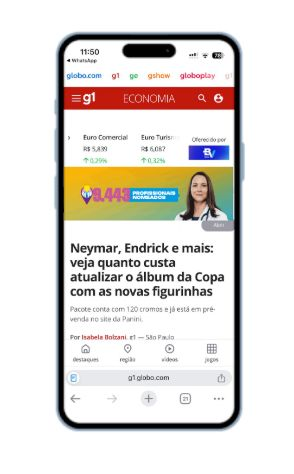 11:50
78
WhatsApp
globo.com g1 ge gshow globoplay
g1 ECONOMIA
Euro Comercial Euro Turism Oferecido por
R$ 5,839 R$ 6,087
0,29% 0,32%
9.443 PROFISSIONAIS
NOMEADOS
Abrir
Neymar, Endrick e mais:
veja quanto custa
atualizar o álbum da Copa
com as novas figurinhas
Pacote conta com 120 cromos e já está em pré-
venda no site da Panini.
Por Isabela Bolzani, g1 — São Paulo
destaques região vídeos jogos
g1.globo.com
21